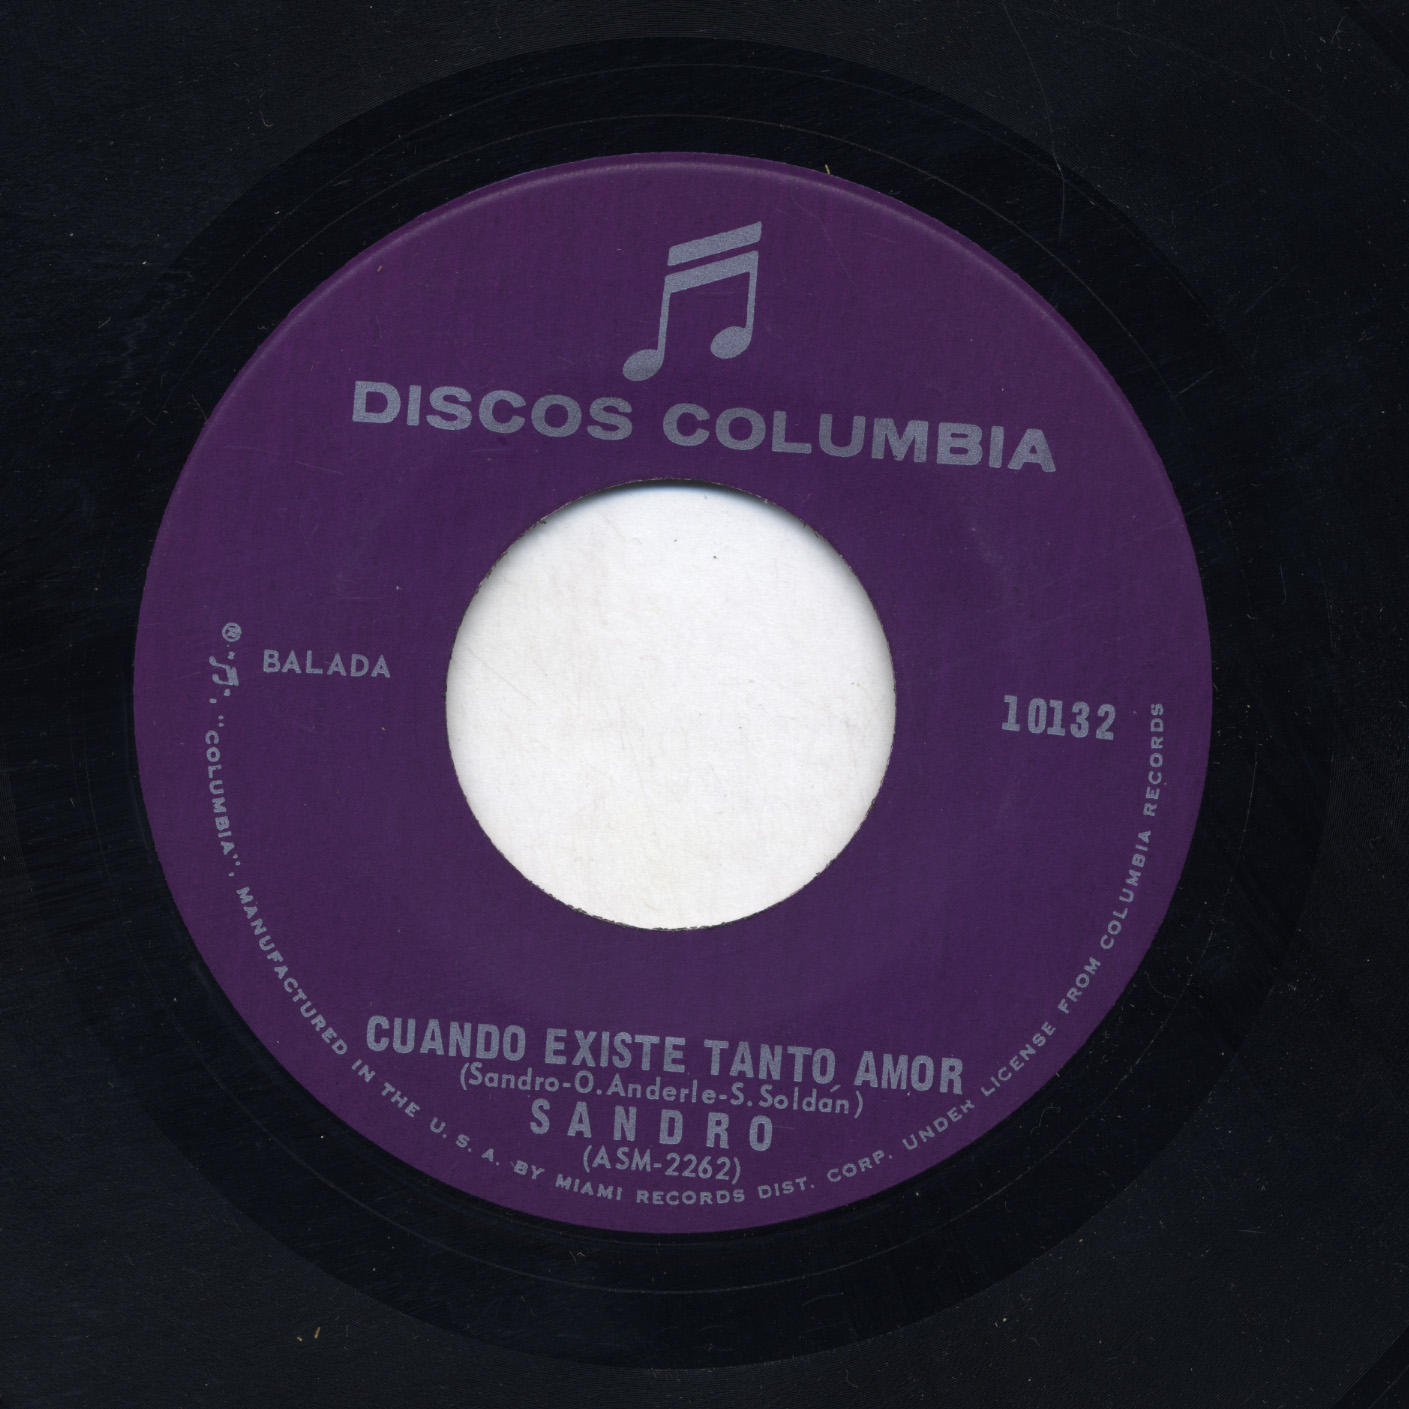 DISCOS COLUMBIA
BALADA
10132
CUANDO EXISTE TANTO AMOR
(Sandro-O. Anderle-S. Soldán)
SANDRO
(ASM-2262)
® "♫", "COLUMBIA", MANUFACTURED IN THE U. S. A. BY MIAMI RECORDS DIST. CORP. UNDER LICENSE FROM COLUMBIA RECORDS